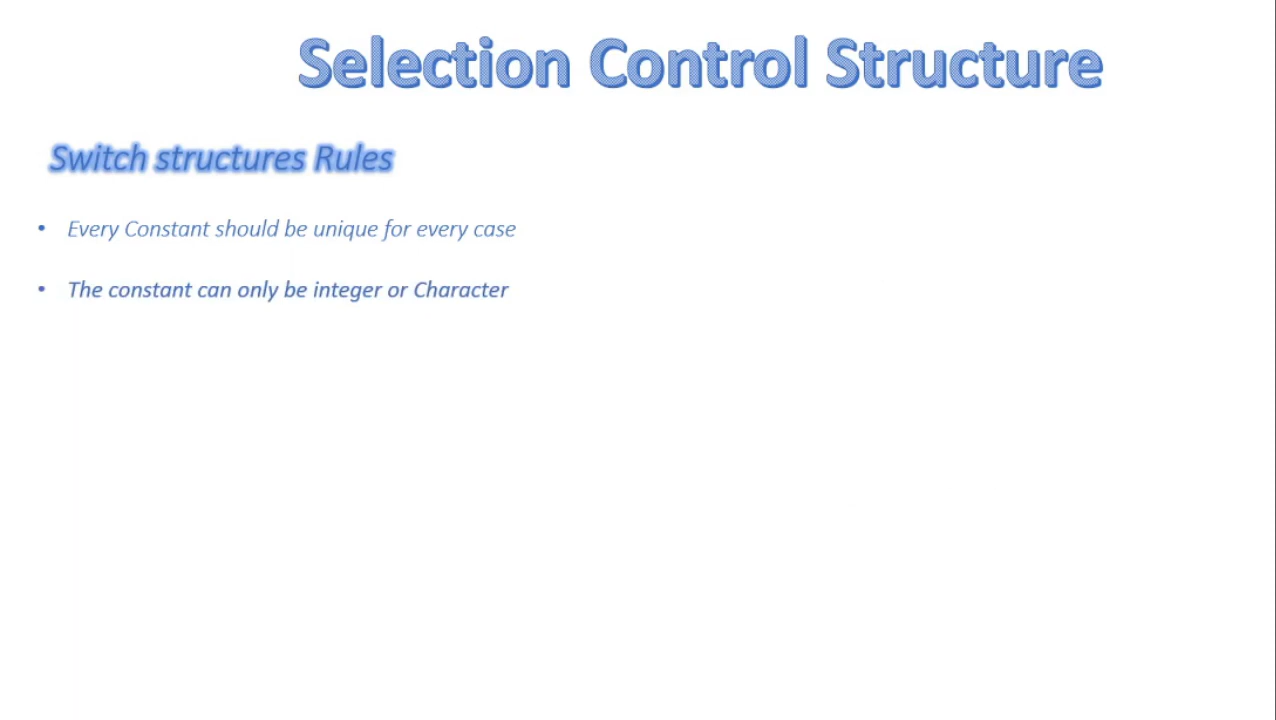 Selection Control Structure
Switch structures Rules
• Every Constant should be unique for every case
• The constant can only be integer or Character